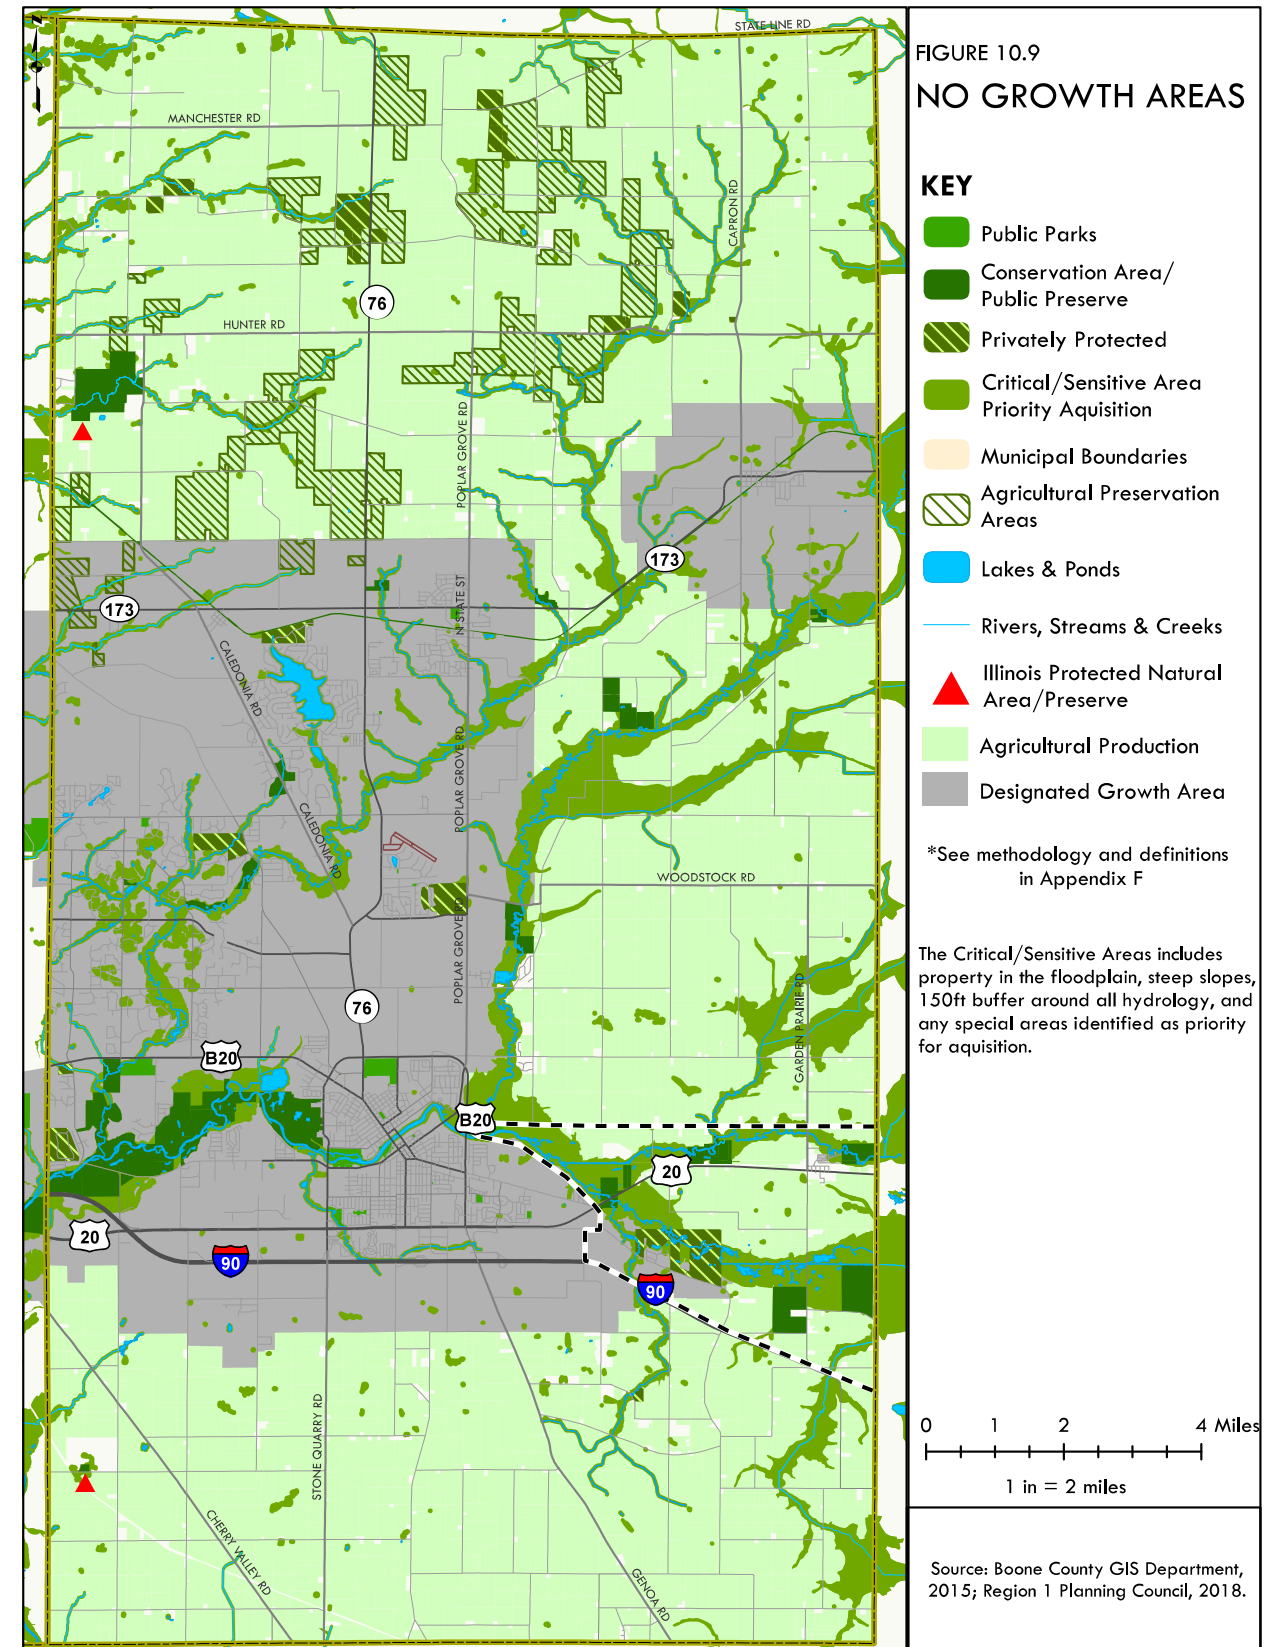 STATE LINE RD
FIGURE 10.9
NO GROWTH AREAS
MANCHESTER RD
KEY
CAPRON RD
Public Parks
Conservation Area/
Public Preserve
76
HUNTER RD
Privately Protected
Critical/Sensitive Area
Priority Aquisition
POPLAR GROVE RD
Municipal Boundaries
Agricultural Preservation
Areas
173
Lakes & Ponds
173
N STATE ST
Rivers, Streams & Creeks
CALEDONIA RD
Illinois Protected Natural
Area/Preserve
POPLAR GROVE RD
Agricultural Production
Designated Growth Area
CALEDONIA RD
*See methodology and definitions
in Appendix F
WOODSTOCK RD
POPLAR GROVE RD
The Critical/Sensitive Areas includes
property in the floodplain, steep slopes,
150ft buffer around all hydrology, and
any special areas identified as priority
for aquisition.
76
GARDEN PRAIRIE RD
B20
B20
20
20
90
90
STONE QUARRY RD
0 1 2 4 Miles
1 in = 2 miles
CHERRY VALLEY RD
GENOA RD
Source: Boone County GIS Department,
2015; Region 1 Planning Council, 2018.